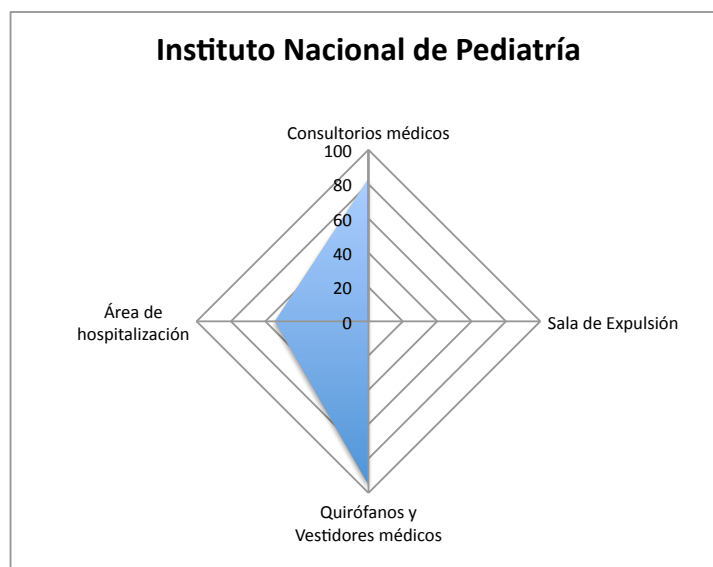 Instituto Nacional de Pediatría
Consultorios médicos
100
80
60
40
20
0
Área de
hospitalización
Sala de Expulsión
Quirófanos y
Vestidores médicos